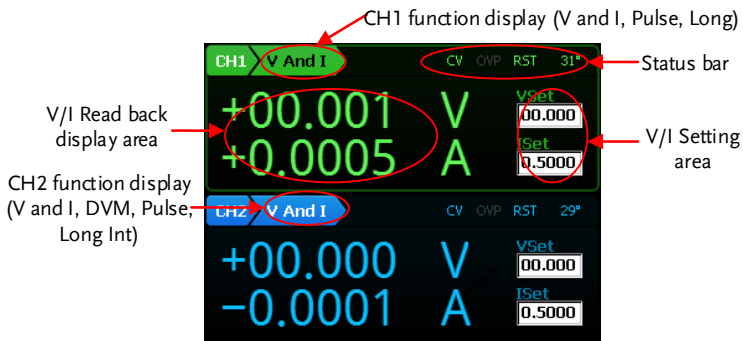 CH1 function display (V and I, Pulse, Long)
CH1 V And I CV OVP RST 31°
Status bar
+00.001 V
VSet
00.000
V/I Read back
display area
+0.0005 A
ISet
0.5000
V/I Setting
area
CH2 function display
(V and I, DVM, Pulse,
Long Int)
CH2 V And I CV OVP RST 29°
+00.000 V
VSet
00.000
-0.0001 A
ISet
0.5000